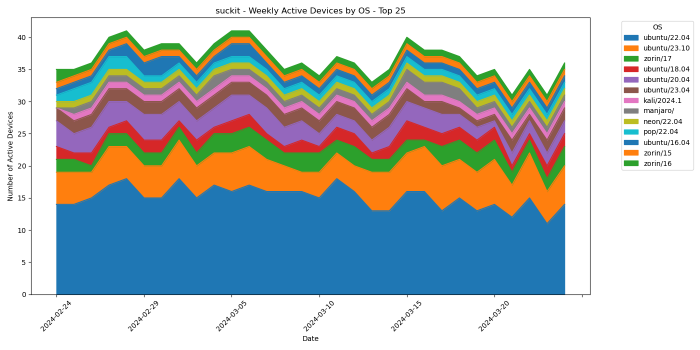 suckit - Weekly Active Devices by OS - Top 25
Number of Active Devices
40
35
30
25
20
15
10
5
0
2024-02-24
2024-02-29
2024-03-05
2024-03-10
2024-03-15
2024-03-20
Date
OS
ubuntu/22.04
ubuntu/23.10
zorin/17
ubuntu/18.04
ubuntu/20.04
ubuntu/23.04
kali/2024.1
manjaro/
neon/22.04
pop/22.04
ubuntu/16.04
zorin/15
zorin/16